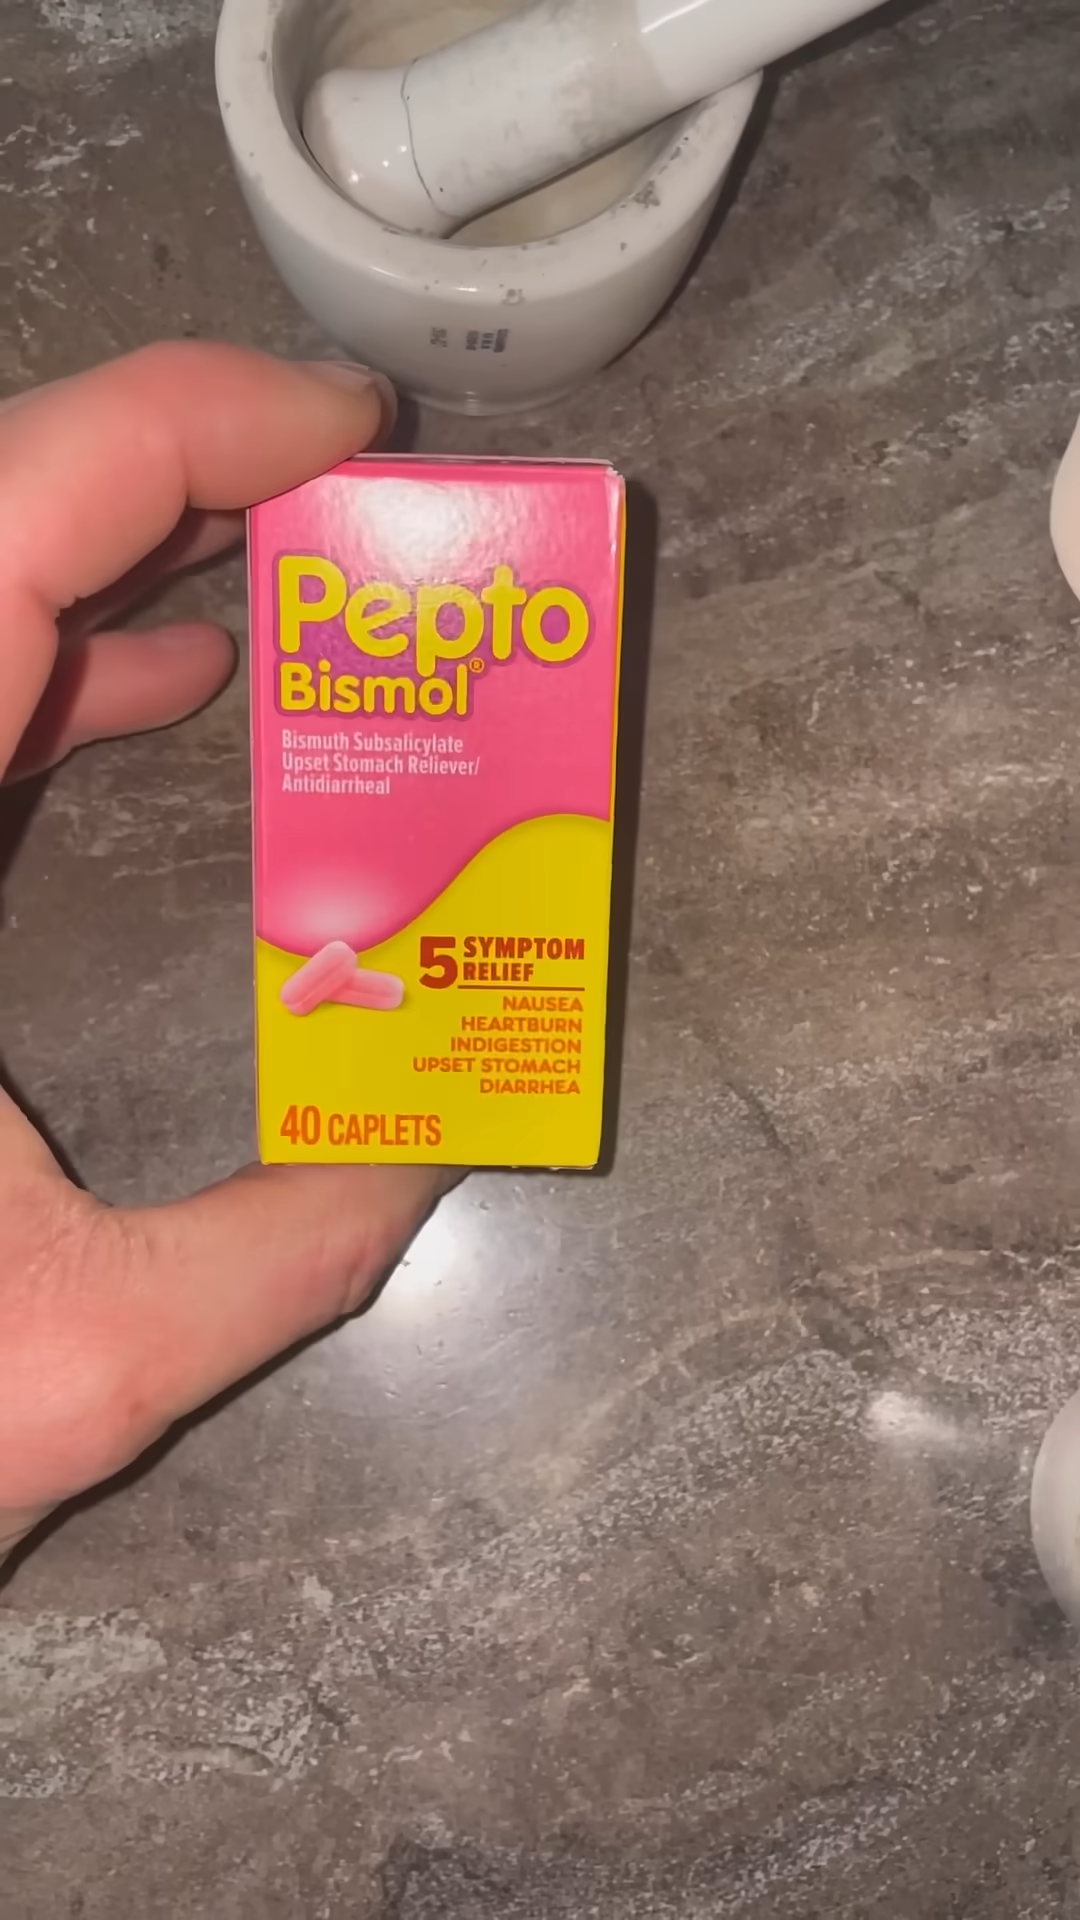 Pepto
Bismol®
Bismuth Subsalicylate
Upset Stomach Reliever/
Antidiarrheal
5 SYMPTOM
RELIEF
NAUSEA
HEARTBURN
INDIGESTION
UPSET STOMACH
DIARRHEA
40 CAPLETS